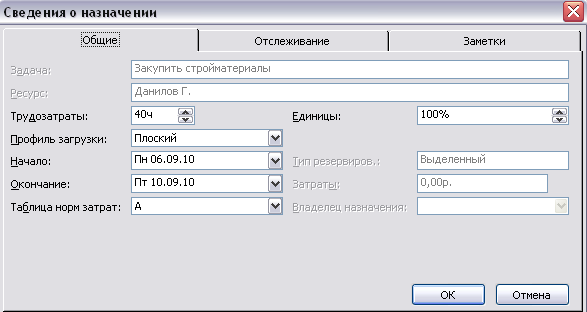 Сведения о назначении
Общие Отслеживание Заметки
Задача: Закупить стройматериалы
Ресурс: Данилов Г.
Трудозатраты: 40ч Единицы: 100%
Профиль загрузки: Плоский
Начало: Пн 06.09.10 Тип резервиров.: Выделенный
Окончание: Пт 10.09.10 Затраты: 0,00р.
Таблица норм затрат: A Владелец назначения:
ОК Отмена